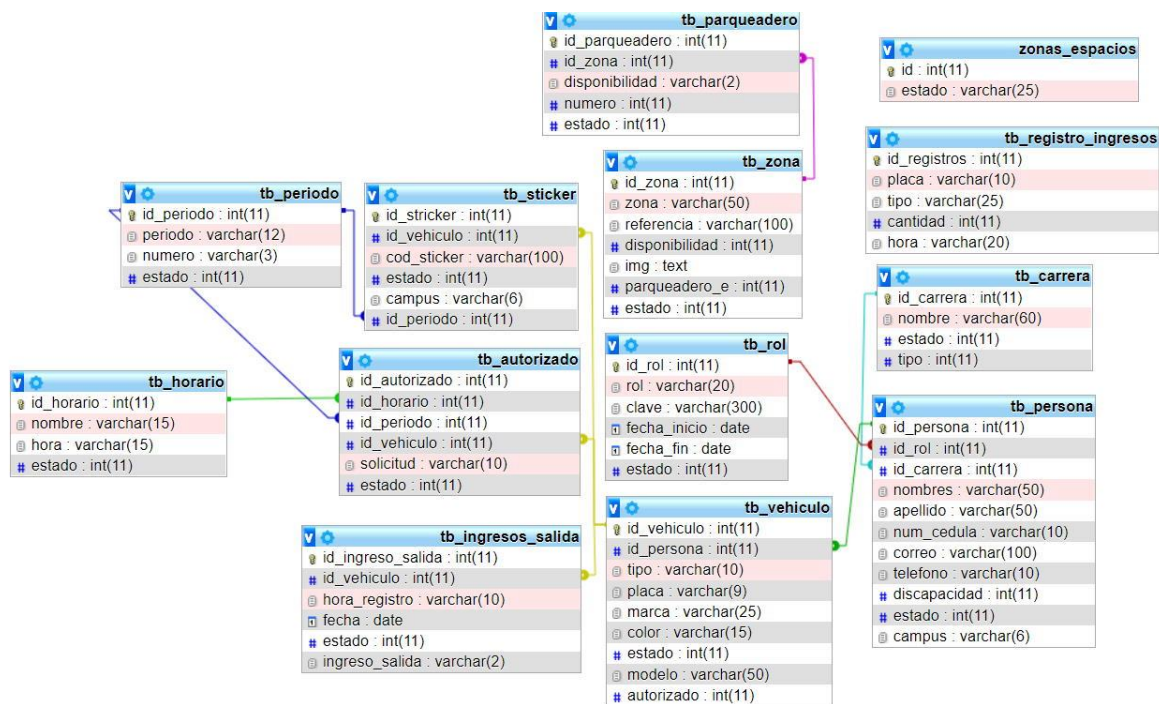 tb_parqueadero
id_parqueadero : int(11)
id_zona : int(11)
disponibilidad : varchar(2)
numero : int(11)
estado : int(11)
zonas_espacios
id : int(11)
estado : varchar(25)
tb_registro_ingresos
id_registros : int(11)
placa : varchar(10)
tipo : varchar(25)
cantidad : int(11)
hora : varchar(20)
tb_zona
id_zona : int(11)
zona : varchar(50)
referencia : varchar(100)
disponibilidad : int(11)
img : text
parqueadero_e : int(11)
estado : int(11)
tb_periodo
id_periodo : int(11)
periodo : varchar(12)
numero : varchar(3)
estado : int(11)
tb_sticker
id_stricker : int(11)
id_vehiculo : int(11)
cod_sticker : varchar(100)
estado : int(11)
campus : varchar(6)
id_periodo : int(11)
tb_carrera
id_carrera : int(11)
nombre : varchar(60)
estado : int(11)
tipo : int(11)
tb_rol
id_rol : int(11)
rol : varchar(20)
clave : varchar(300)
fecha_inicio : date
fecha_fin : date
estado : int(11)
tb_autorizado
id_autorizado : int(11)
id_horario : int(11)
id_periodo : int(11)
id_vehiculo : int(11)
solicitud : varchar(10)
estado : int(11)
tb_horario
id_horario : int(11)
nombre : varchar(15)
hora : varchar(15)
estado : int(11)
tb_persona
id_persona : int(11)
id_rol : int(11)
id_carrera : int(11)
nombres : varchar(50)
apellido : varchar(50)
num_cedula : varchar(10)
correo : varchar(100)
telefono : varchar(10)
discapacidad : int(11)
estado : int(11)
campus : varchar(6)
tb_vehiculo
id_vehiculo : int(11)
id_persona : int(11)
tipo : varchar(10)
placa : varchar(9)
marca : varchar(25)
color : varchar(15)
estado : int(11)
modelo : varchar(50)
autorizado : int(11)
tb_ingresos_salida
id_ingreso_salida : int(11)
id_vehiculo : int(11)
hora_registro : varchar(10)
fecha : date
estado : int(11)
ingreso_salida : varchar(2)